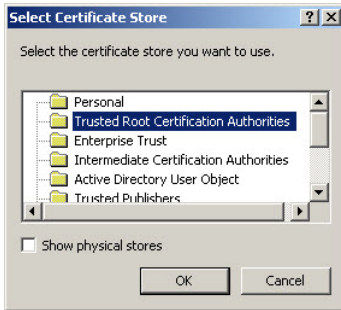 Select Certificate Store
Select the certificate store you want to use.
Personal
Trusted Root Certification Authorities
Enterprise Trust
Intermediate Certification Authorities
Active Directory User Object
Trusted Publishers
Show physical stores
OK Cancel